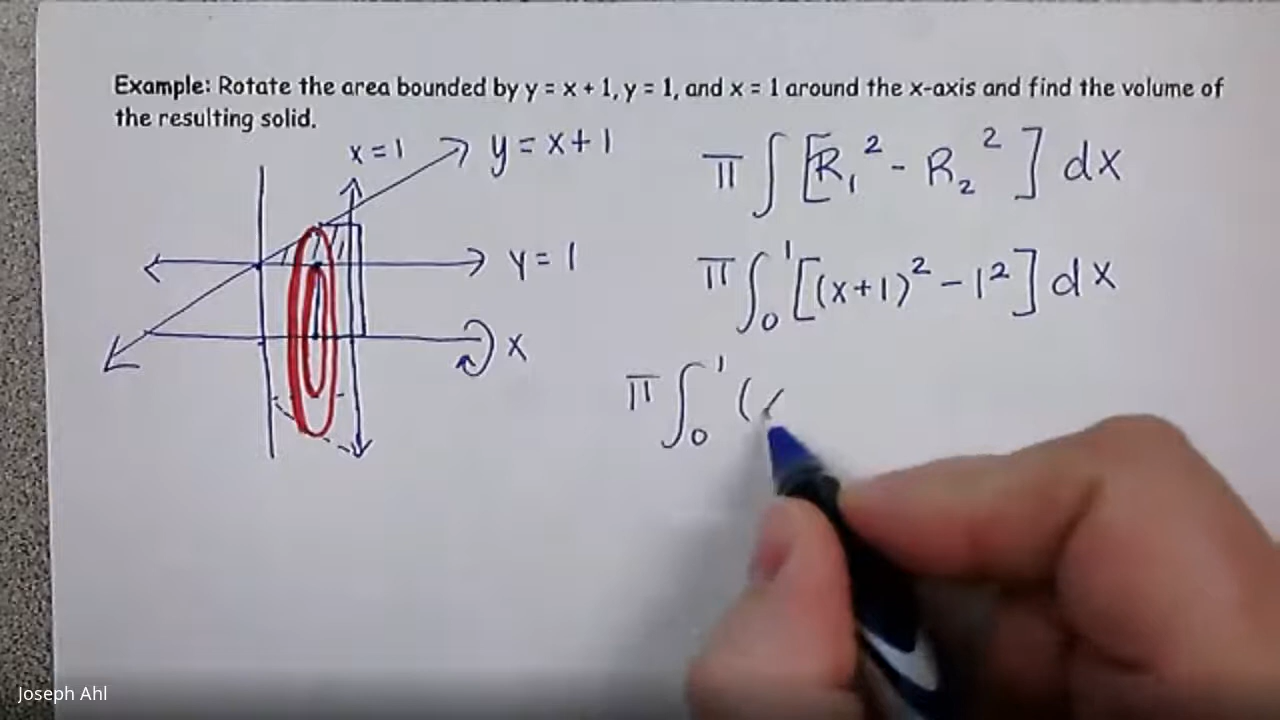 Example: Rotate the area bounded by y = x + 1, y = 1, and x = 1 around the x-axis and find the volume of
the resulting solid.
x = 1
y = x + 1
y = 1
x
π ∫ [R₁² - R₂²] dx
π ∫₀¹ [(x+1)² - 1²] dx
π ∫₀¹ (
Joseph Ahl